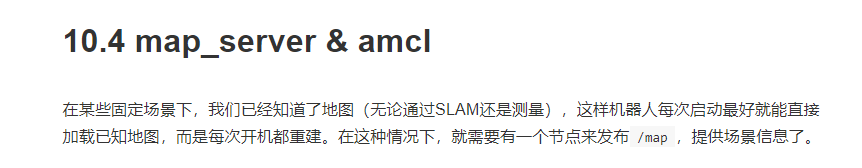 10.4 map_server & amcl
在某些固定场景下，我们已经知道了地图（无论通过SLAM还是测量），这样机器人每次启动最好就能直接
加载已知地图，而是每次开机都重建。在这种情况下，就需要有一个节点来发布 /map ，提供场景信息了。